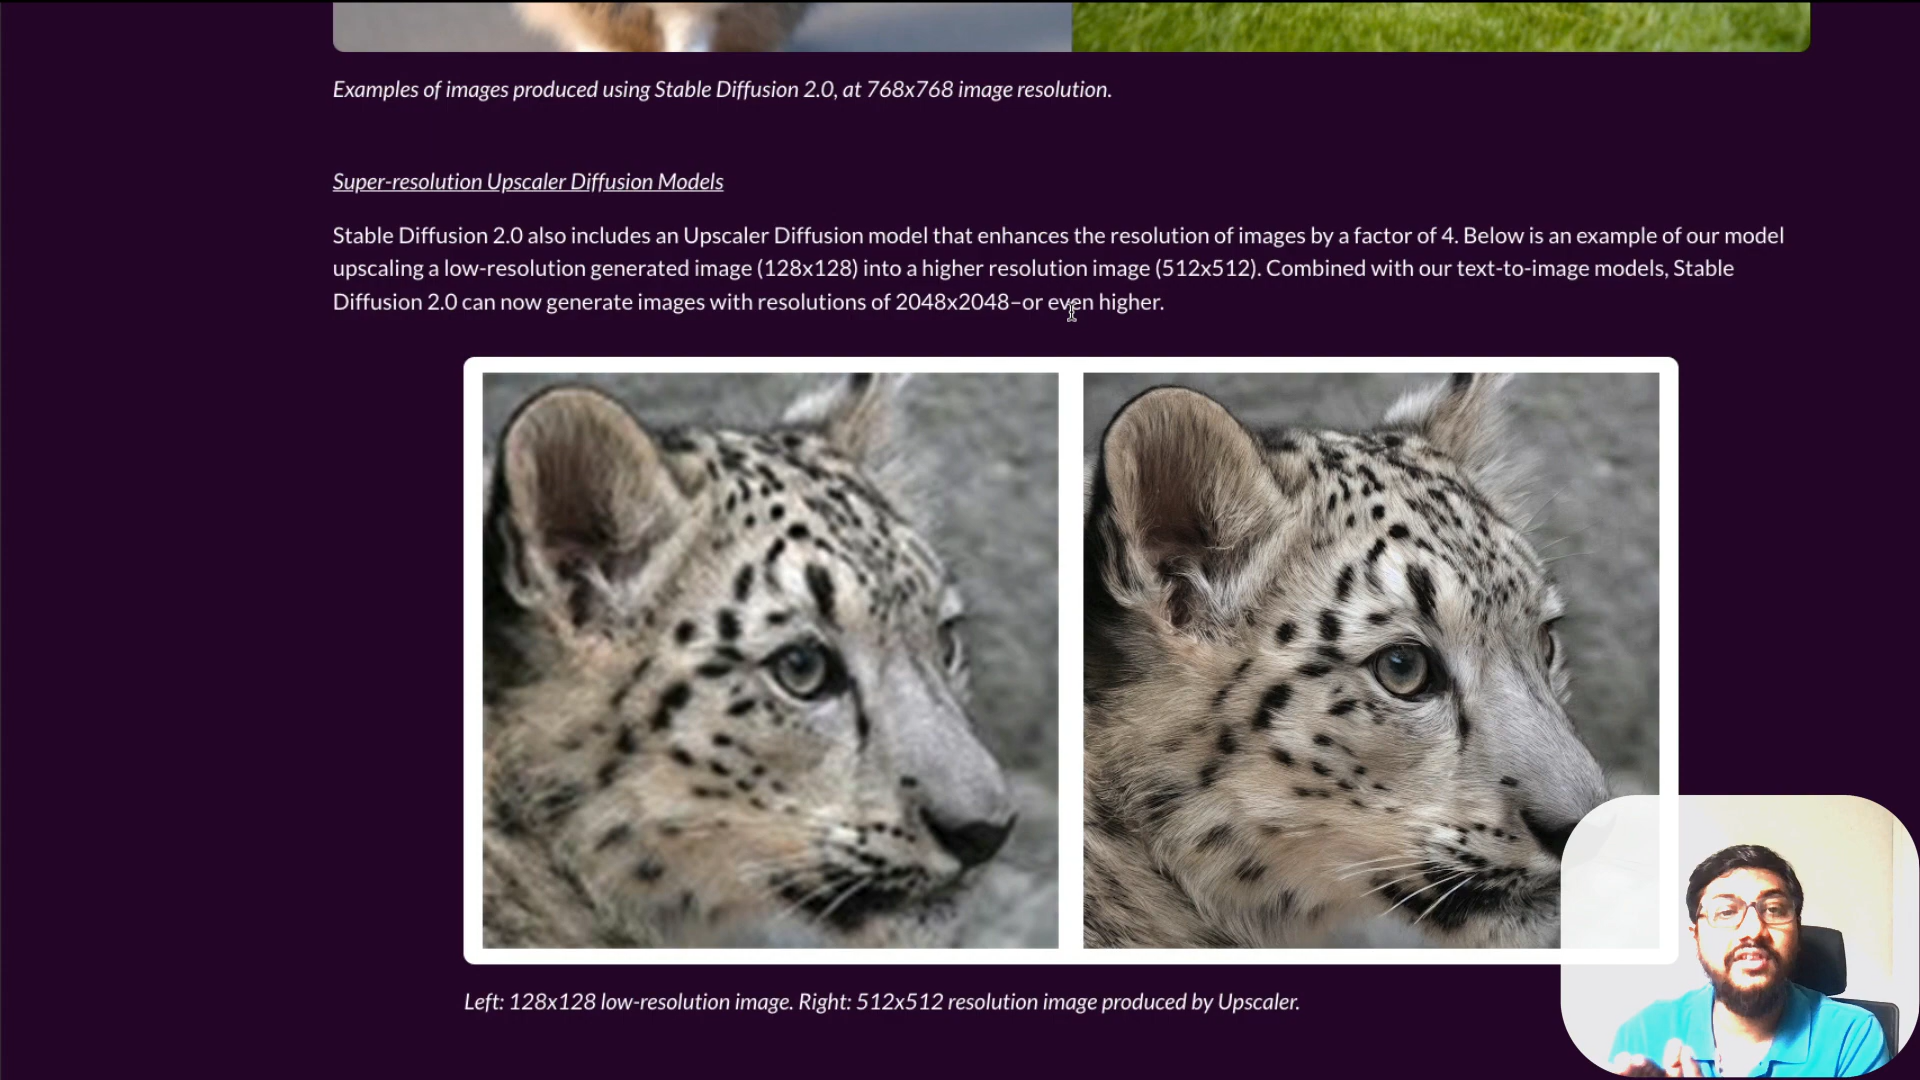 Examples of images produced using Stable Diffusion 2.0, at 768x768 image resolution.
Super-resolution Upscaler Diffusion Models
Stable Diffusion 2.0 also includes an Upscaler Diffusion model that enhances the resolution of images by a factor of 4. Below is an example of our model
upscaling a low-resolution generated image (128x128) into a higher resolution image (512x512). Combined with our text-to-image models, Stable
Diffusion 2.0 can now generate images with resolutions of 2048x2048–or even higher.
Left: 128x128 low-resolution image. Right: 512x512 resolution image produced by Upscaler.